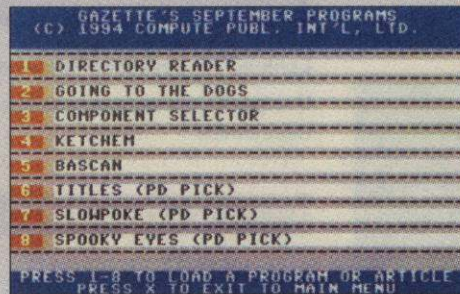 GAZETTE'S SEPTEMBER PROGRAMS
(C) 1994 COMPUTE PUBL. INT'L, LTD.
1 DIRECTORY READER
2 GOING TO THE DOGS
3 COMPONENT SELECTOR
4 KETCHEM
5 BASCAN
6 TITLES (PD PICK)
7 SLOWPOKE (PD PICK)
8 SPOOKY EYES (PD PICK)
PRESS 1-8 TO LOAD A PROGRAM OR ARTICLE
PRESS X TO EXIT TO MAIN MENU